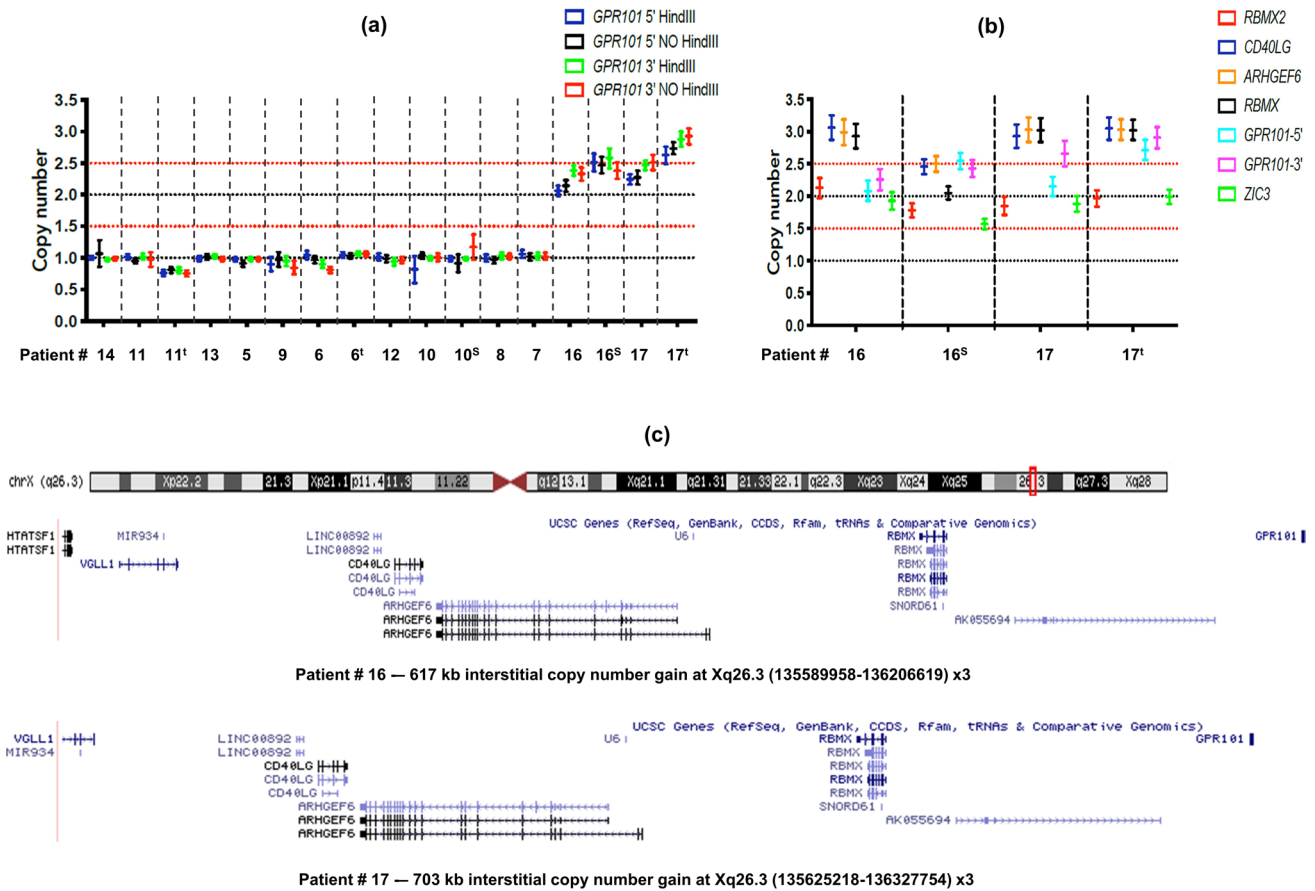 (a)
GPR101 5' HindIII
GPR101 5' NO HindIII
GPR101 3' HindIII
GPR101 3' NO HindIII
Copy number
3.5
3.0
2.5
2.0
1.5
1.0
0.5
0.0
Patient # 14 11 11t 13 5 9 6 6t 12 10 10S 8 7 16 16S 17 17t
(b)
RBMX2
CD40LG
ARHGEF6
RBMX
GPR101-5'
GPR101-3'
ZIC3
Copy number
3.5
3.0
2.5
2.0
1.5
1.0
0.5
0.0
Patient # 16 16S 17 17t
(c)
chrX (q26.3) Xp22.2 21.3 Xp21.1 p11.4 11.3 11.22 q12 13.1 Xq21.1 q21.31 21.33 22.1 q22.3 Xq23 Xq24 Xq25 26.3 q27.3 Xq28
UCSC Genes (RefSeq, GenBank, CCDS, Rfam, tRNAs & Comparative Genomics)
HTATSF1 MIR934 LINC00892 U6 RBMX GPR101
HTATSF1 LINC00892 RBMX
VGLL1 CD40LG RBMX
CD40LG RBMX
CD40LG RBMX
ARHGEF6 SNORD61
ARHGEF6 AK055694
ARHGEF6
Patient # 16 — 617 kb interstitial copy number gain at Xq26.3 (135589958-136206619) x3
UCSC Genes (RefSeq, GenBank, CCDS, Rfam, tRNAs & Comparative Genomics)
VGLL1 LINC00892 U6 RBMX GPR101
MIR934 LINC00892 RBMX
CD40LG RBMX
CD40LG RBMX
CD40LG RBMX
ARHGEF6 SNORD61
ARHGEF6 AK055694
ARHGEF6
Patient # 17 — 703 kb interstitial copy number gain at Xq26.3 (135625218-136327754) x3